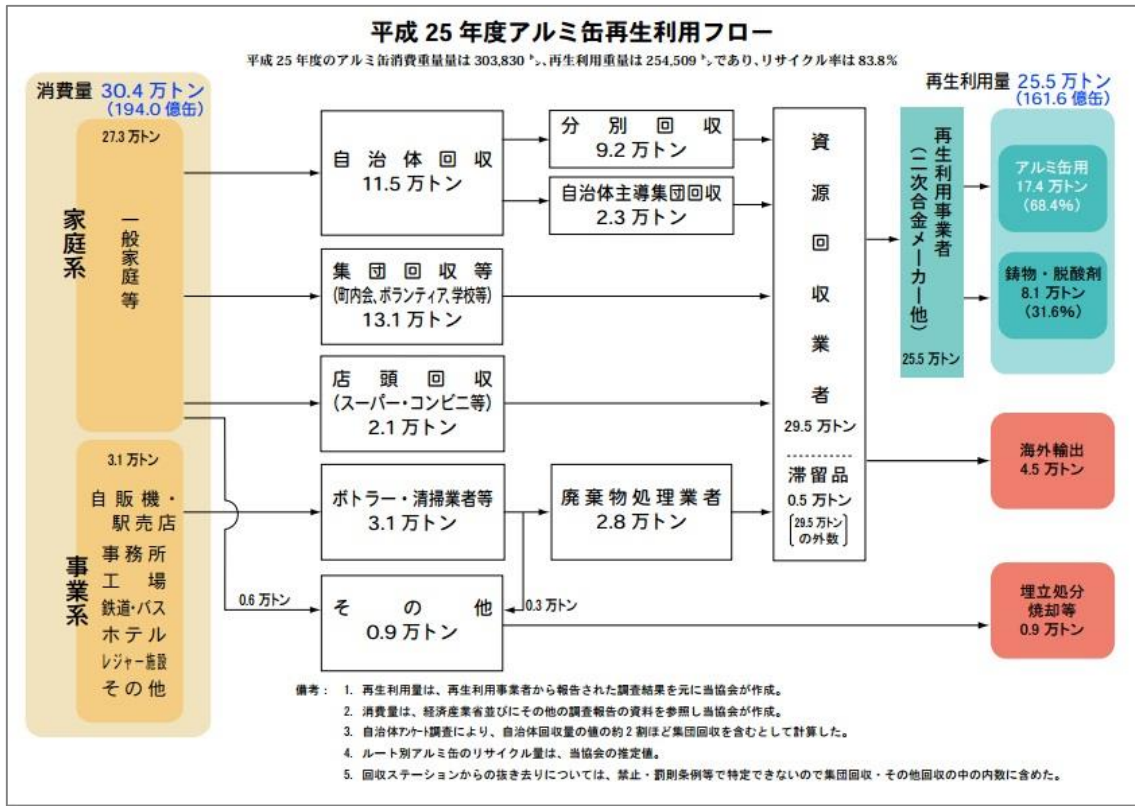 平成 25 年度アルミ缶再生利用フロー
平成 25 年度のアルミ缶消費重量量は 303,830 ㌧、再生利用重量は 254,509 ㌧であり、リサイクル率は 83.8%
消費量 30.4 万トン
(194.0 億缶)
27.3 万トン
家庭系
一般家庭等
3.1 万トン
事業系
自販機・
駅売店
事務所
工 場
鉄道・バス
ホテル
レジャー施設
その他
自 治 体 回 収
11.5 万トン
分 別 回 収
9.2 万トン
自治体主導集団回収
2.3 万トン
集 団 回 収 等
(町内会、ボランティア、学校等)
13.1 万トン
店 頭 回 収
(スーパー・コンビニ等)
2.1 万トン
ボトラー・清掃業者等
3.1 万トン
廃棄物処理業者
2.8 万トン
0.6 万トン
そ の 他
0.9 万トン
0.3 万トン
資源回収業者
29.5 万トン
滞留品
0.5 万トン
[29.5 万トン
の外数]
再生利用事業者
(二次合金メーカー他)
25.5 万トン
再生利用量 25.5 万トン
(161.6 億缶)
アルミ缶用
17.4 万トン
(68.4%)
鋳物・脱酸剤
8.1 万トン
(31.6%)
海外輸出
4.5 万トン
埋立処分
焼却等
0.9 万トン
備考： 1. 再生利用量は、再生利用事業者から報告された調査結果を元に当協会が作成。
2. 消費量は、経済産業省並びにその他の調査報告の資料を参照し当協会が作成。
3. 自治体アンケート調査により、自治体回収量の値の約２割ほど集団回収を含むとして計算した。
4. ルート別アルミ缶のリサイクル量は、当協会の推定値。
5. 回収ステーションからの抜き去りについては、禁止・罰則条例等で特定できないので集団回収・その他回収の中の内数に含めた。